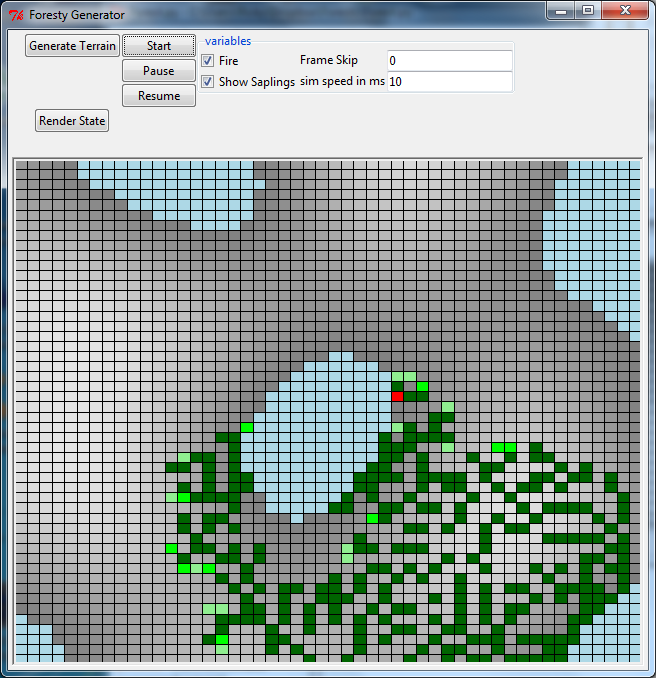 Foresty Generator
Generate Terrain
Start
Pause
Resume
Render State
variables
Fire
Frame Skip
0
Show Saplings
sim speed in ms
10